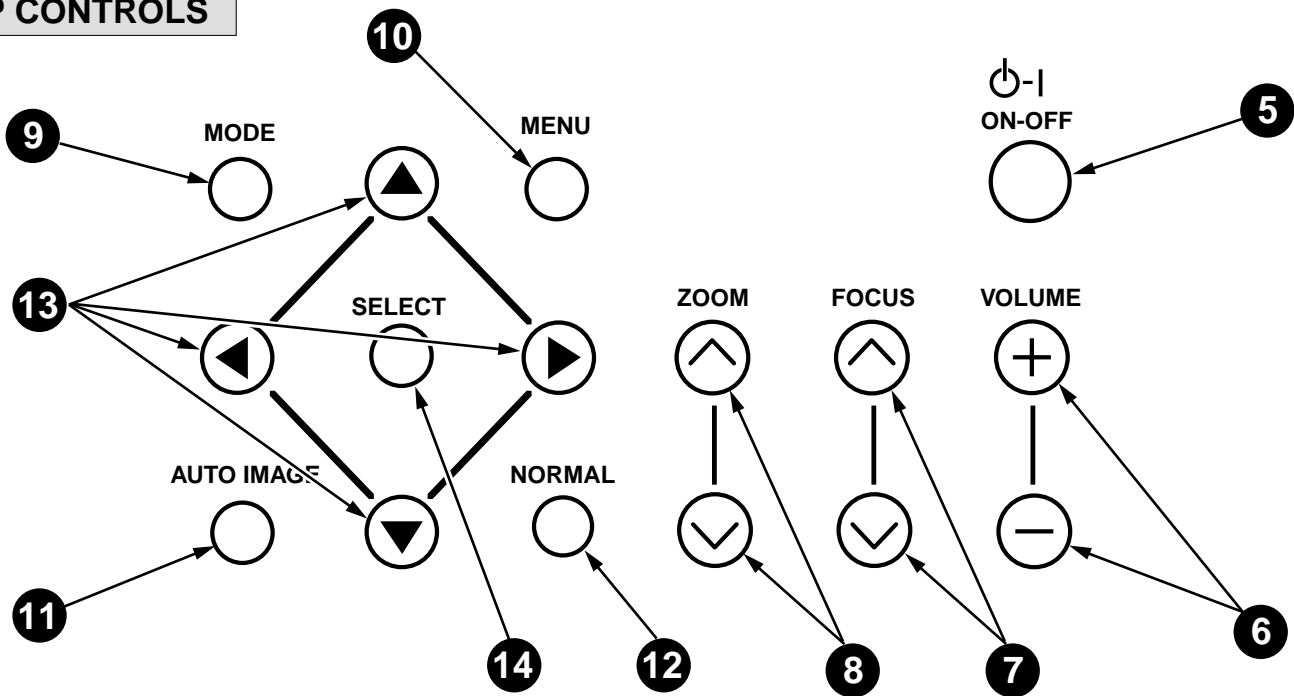 CONTROLS
10
ON-OFF
5
9
MODE
MENU
13
SELECT
ZOOM
FOCUS
VOLUME
AUTO IMAGE
NORMAL
11
14
12
8
7
6